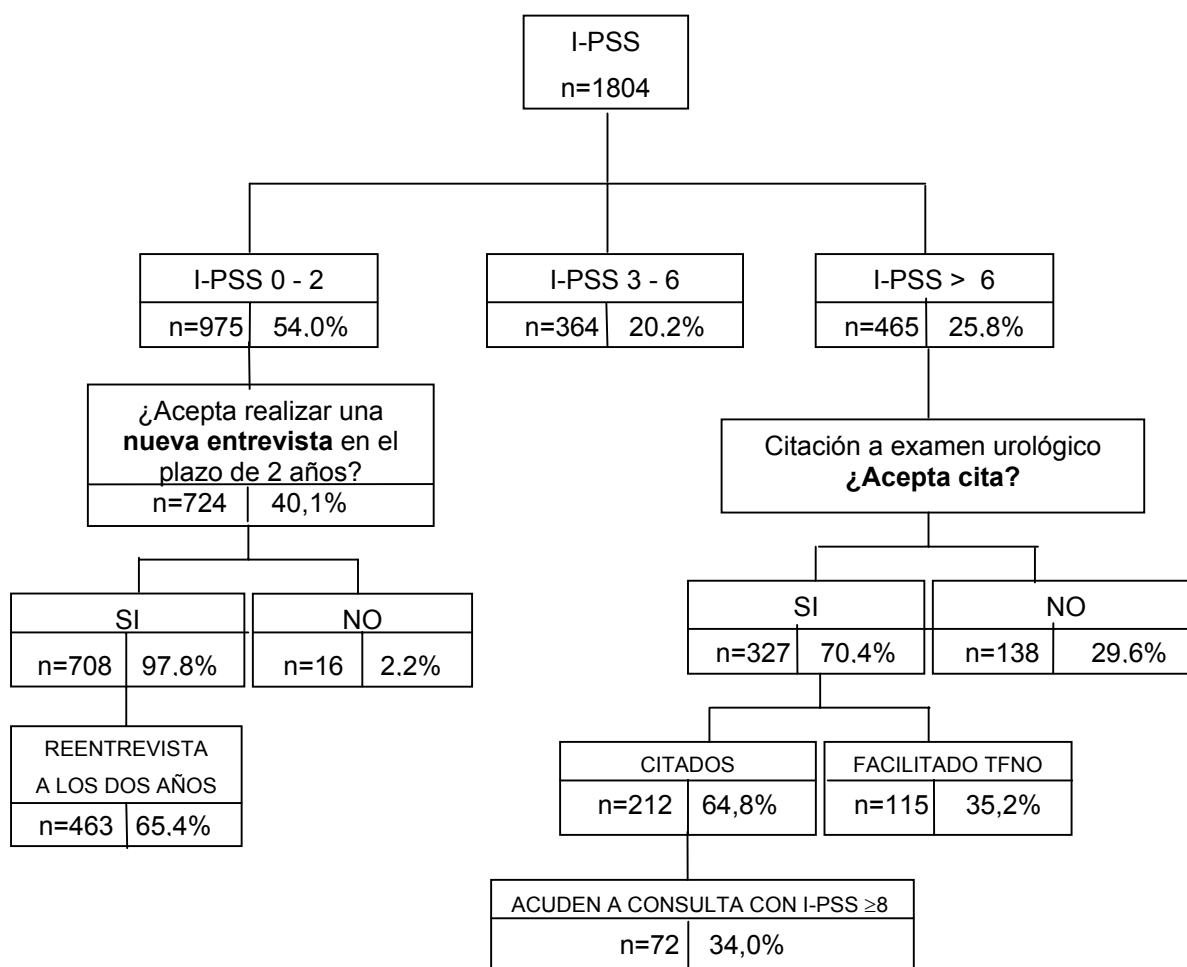 I-PSS
n=1804
I-PSS 0 - 2
n=975 54.0%
I-PSS 3 - 6
n=364 20.2%
I-PSS > 6
n=465 25.8%
¿Acepta realizar una
nueva entrevista en el
plazo de 2 años?
n=724 40,1%
Citación a examen urológico
¿Acepta cita?
SI
n=708 97.8%
NO
n=16 2.2%
SI
n=327 70.4%
NO
n=138 29.6%
REENTREVISTA
A LOS DOS AÑOS
n=463 65.4%
CITADOS
n=212 64,8%
FACILITADO TFNO
n=115 35,2%
ACUDEN A CONSULTA CON I-PSS ≥8
n=72 34,0%